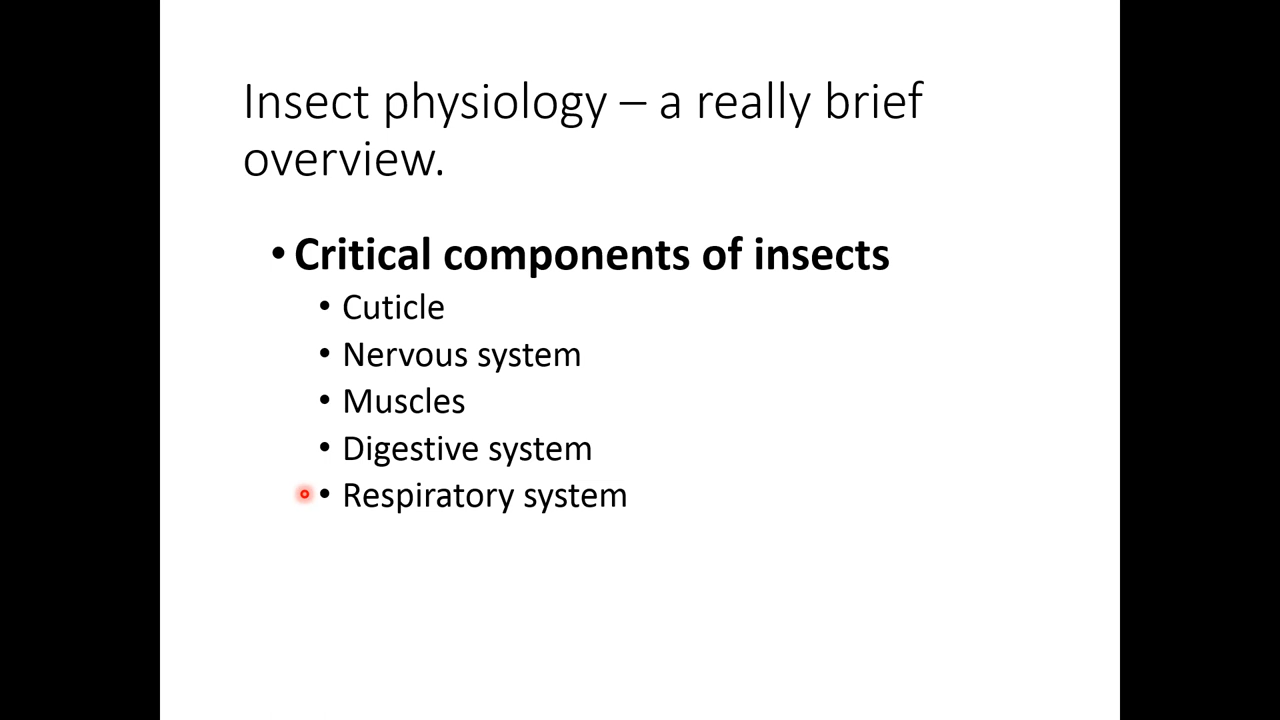 Insect physiology – a really brief
overview.
• Critical components of insects
• Cuticle
• Nervous system
• Muscles
• Digestive system
• Respiratory system